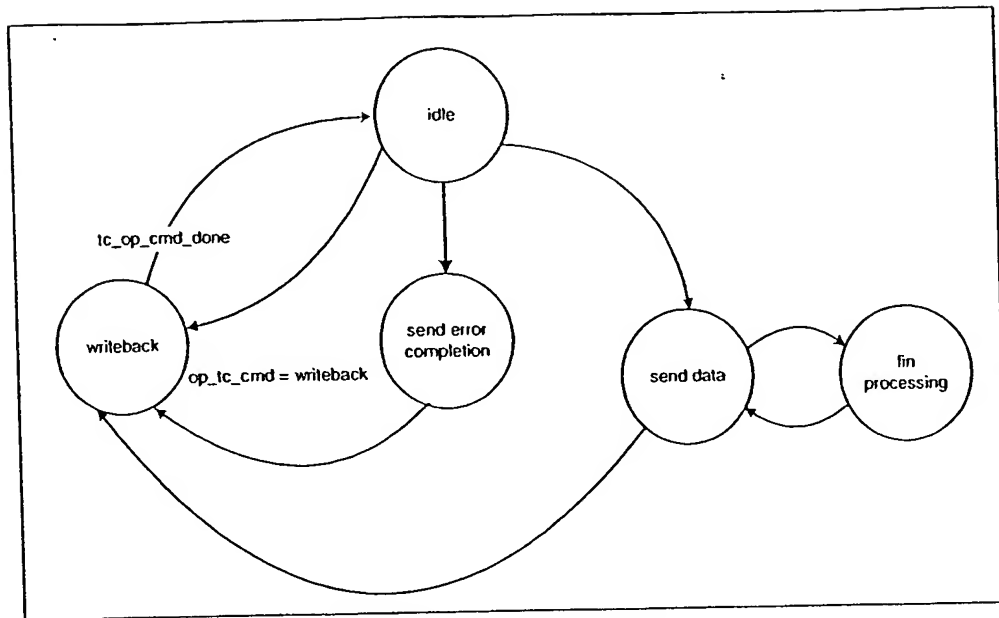 idle
tc_op_cmd_done
writeback
send error
completion
op_tc_cmd = writeback
send data
fin
processing